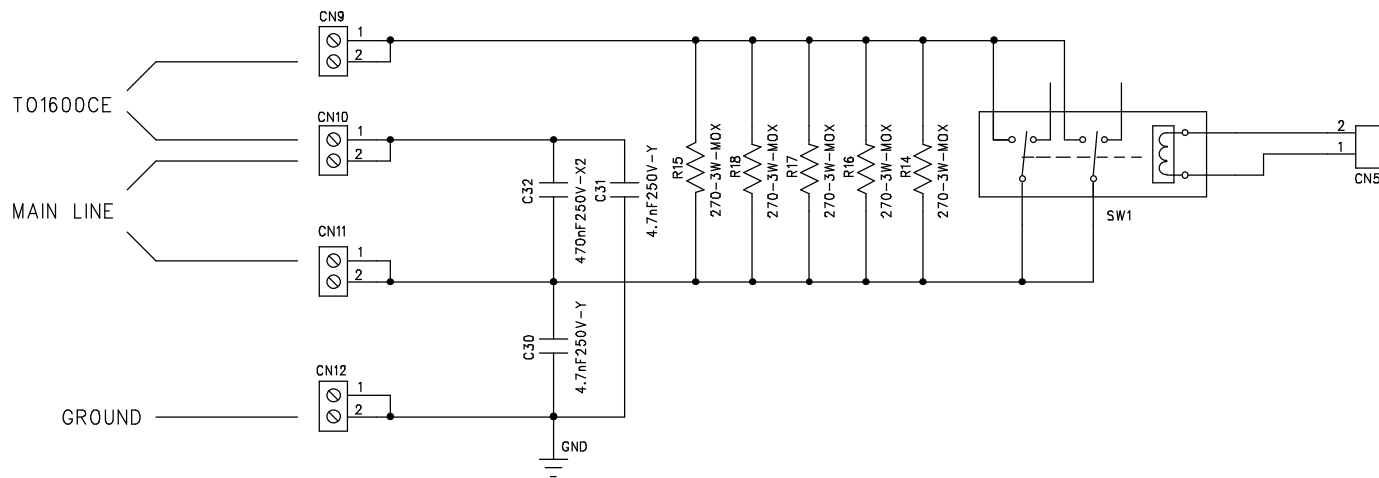 CN9
1
2
TO1600CE
CN10
1
2
MAIN LINE
CN11
1
2
CN12
1
2
GROUND
C32
470nF250V-X2
C31
4.7nF250V-Y
C30
4.7nF250V-Y
GND
R15
270-3W-MOX
R18
270-3W-MOX
R17
270-3W-MOX
R16
270-3W-MOX
R14
270-3W-MOX
SW1
2
1
CN5